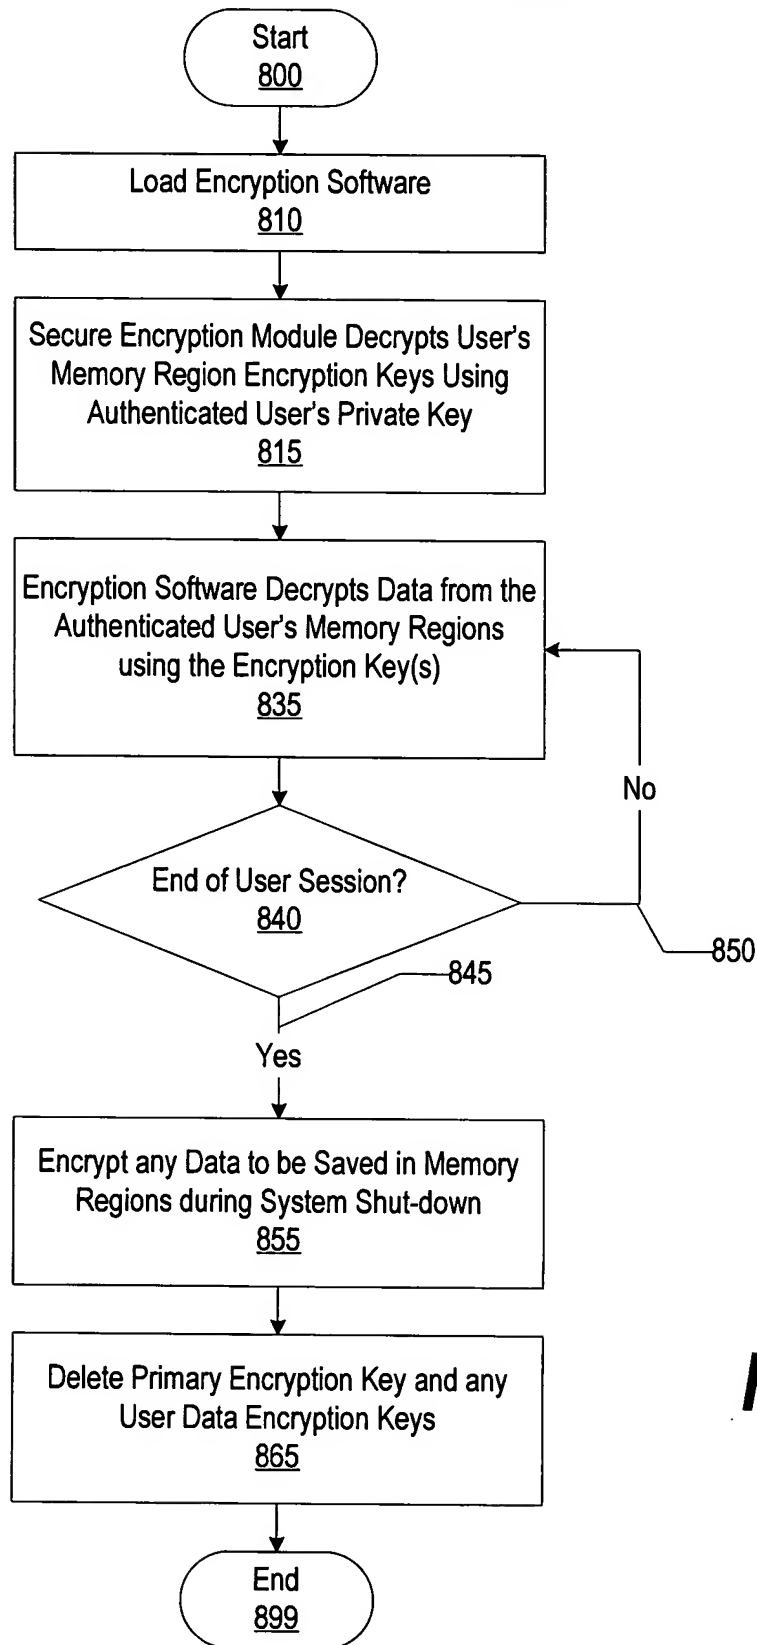 Start
800
Load Encryption Software
810
Secure Encryption Module Decrypts User's
Memory Region Encryption Keys Using
Authenticated User's Private Key
815
Encryption Software Decrypts Data from the
Authenticated User's Memory Regions
using the Encryption Key(s)
835
No
End of User Session?
840
850
845
Yes
Encrypt any Data to be Saved in Memory
Regions during System Shut-down
855
Delete Primary Encryption Key and any
User Data Encryption Keys
865
End
899